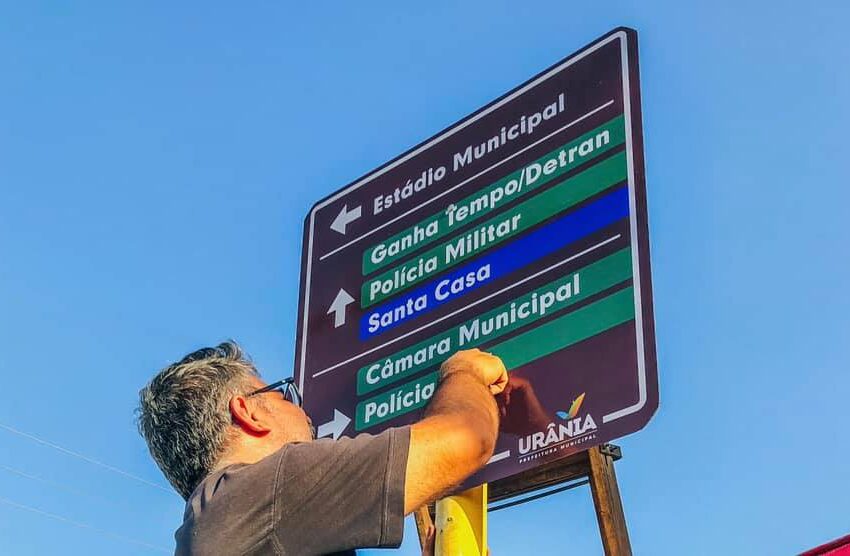 Estádio Municipal
Ganha Tempo/Detran
Polícia Militar
Santa Casa
Câmara Municipal
Polícia
URÂNIA
PREFEITURA MUNICIPAL